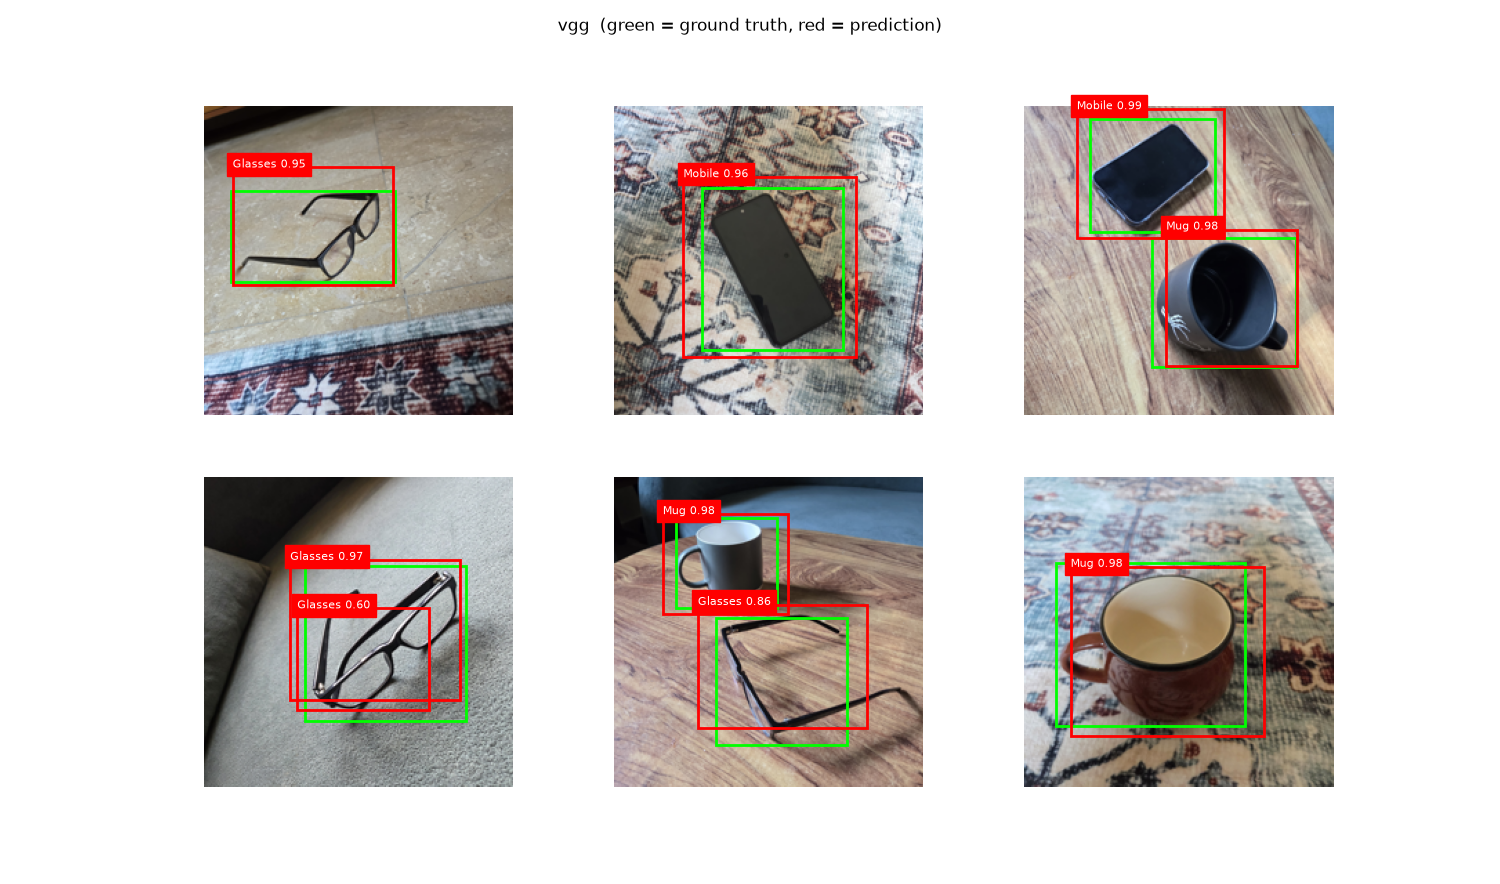 vgg (green = ground truth, red = prediction)
Glasses 0.95
Mobile 0.96
Mobile 0.99
Mug 0.98
Glasses 0.97
Glasses 0.60
Mug 0.98
Glasses 0.86
Mug 0.98